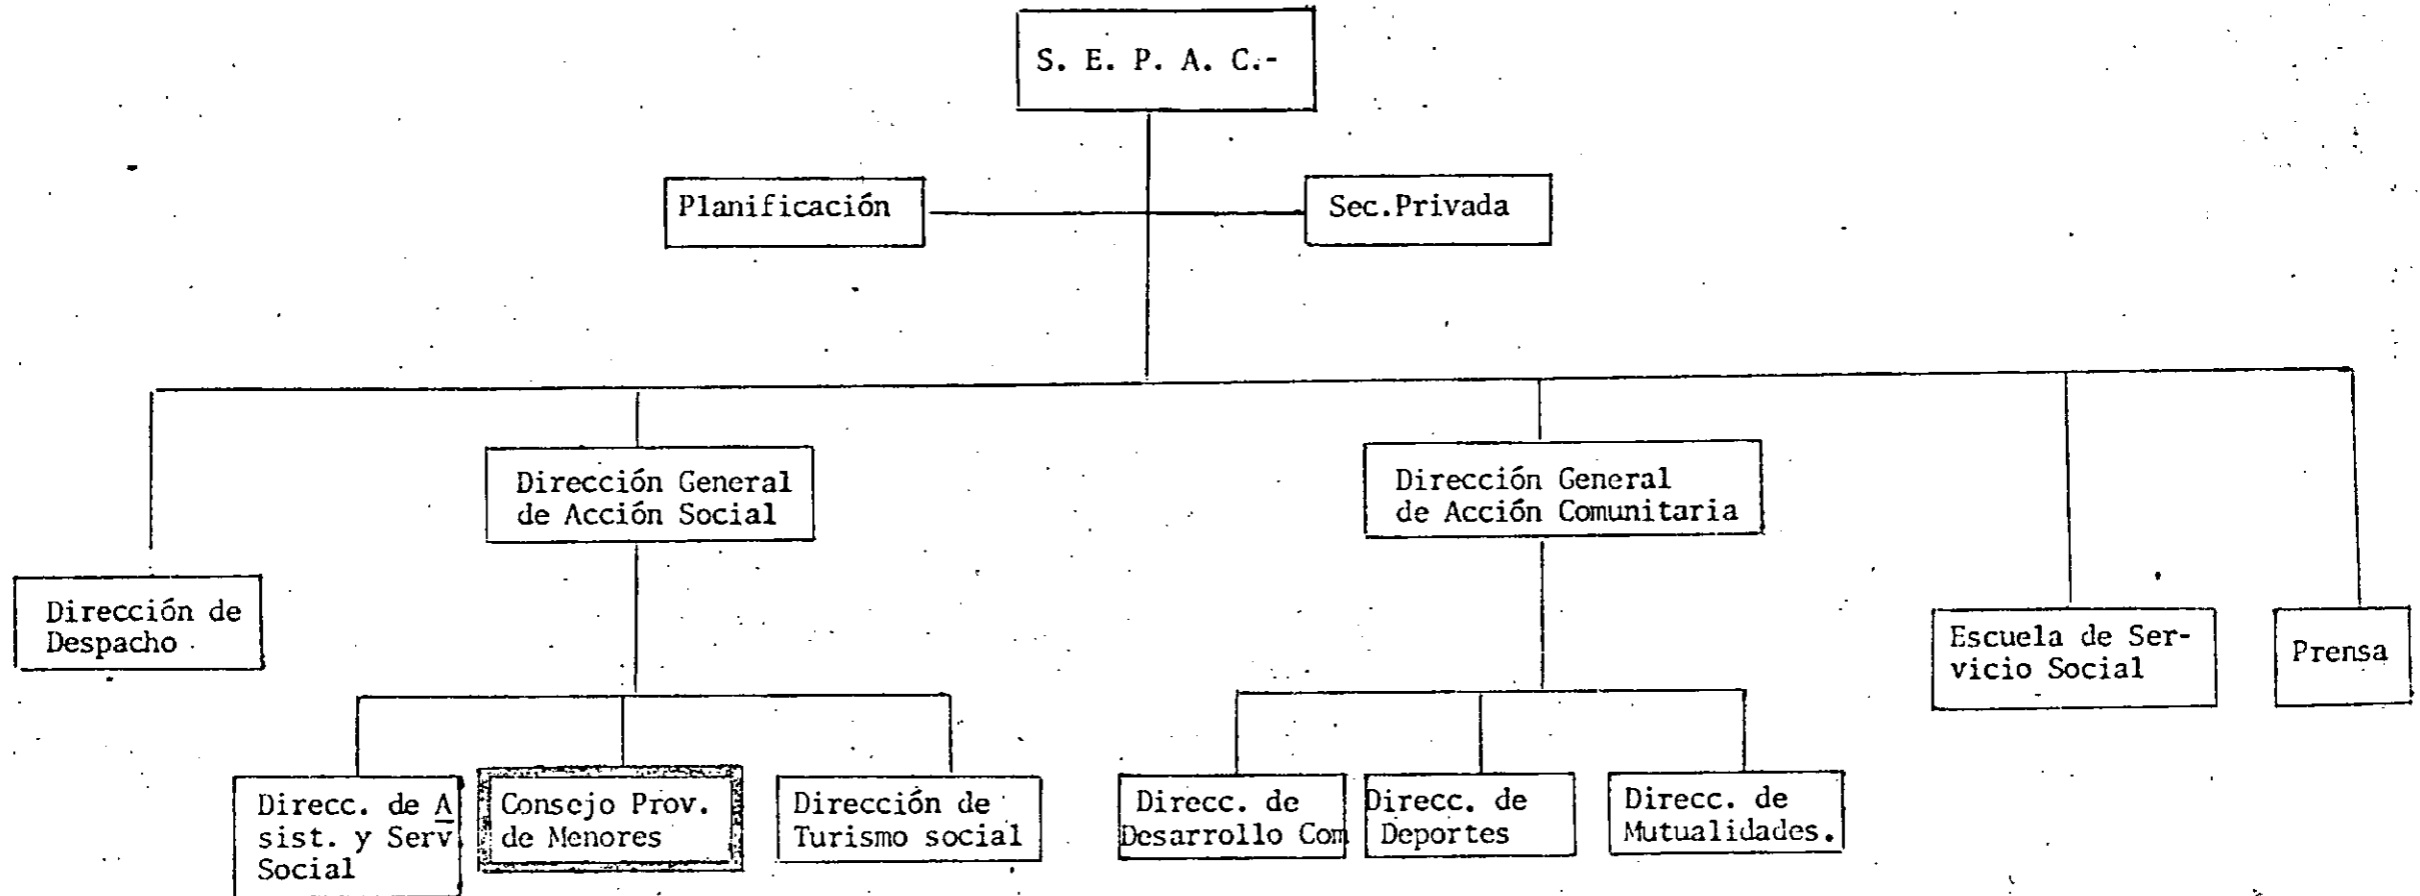 S. E. P. A. C.-
Planificación
Sec.Privada
Dirección General
de Acción Social
Dirección General
de Acción Comunitaria
Dirección de
Despacho
Escuela de Ser-
vicio Social
Prensa
Direcc. de A
sist. y Serv
Social
Consejo Prov.
de Menores
Dirección de
Turismo social
Direcc. de
Desarrollo Com
Direcc. de
Deportes
Direcc. de
Mutualidades.